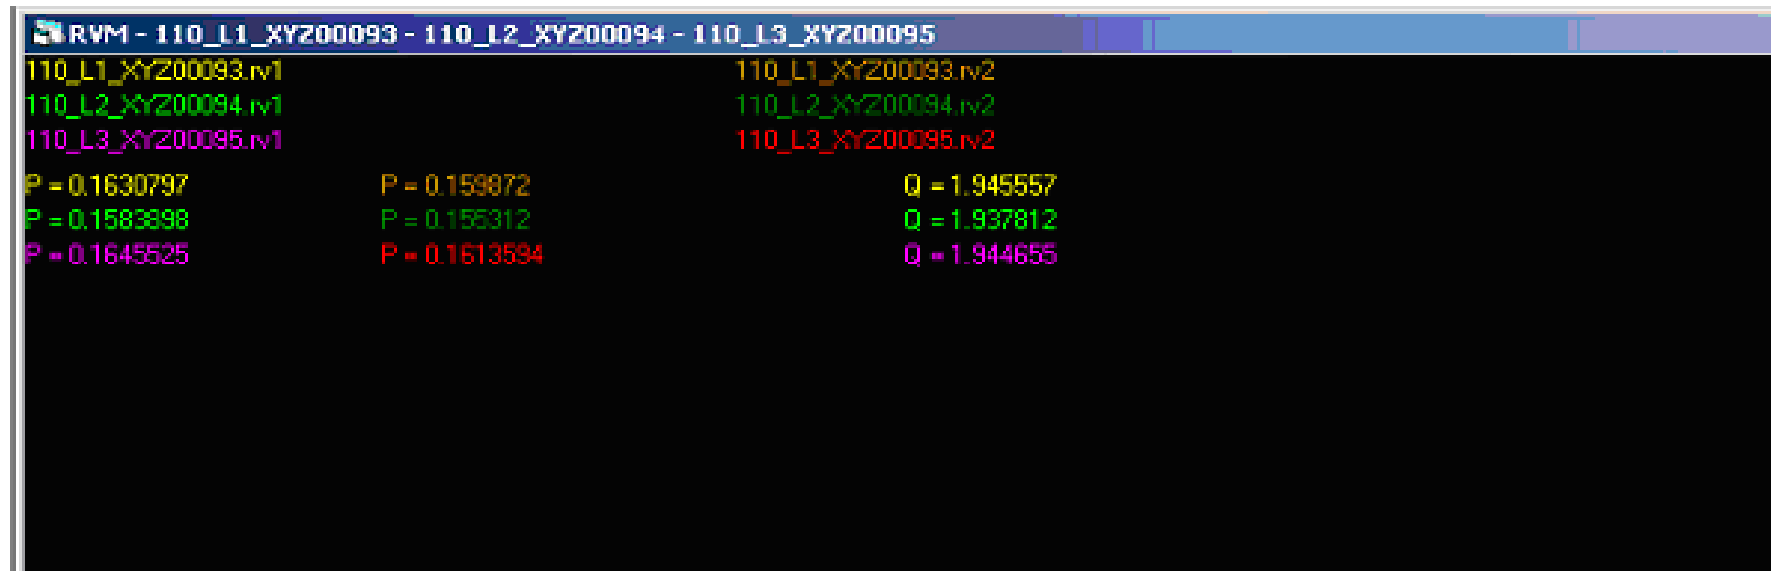 RVM - 110_L1_XYZ00093 - 110_L2_XYZ00094 - 110_L3_XYZ00095
110_L1_XYZ00093.rv1 110_L1_XYZ00093.rv2
110_L2_XYZ00094.rv1 110_L2_XYZ00094.rv2
110_L3_XYZ00095.rv1 110_L3_XYZ00095.rv2
P = 0.1630797 P = 0.159872 Q = 1.945557
P = 0.1583898 P = 0.155312 Q = 1.937812
P = 0.1645525 P = 0.1613594 Q = 1.944655